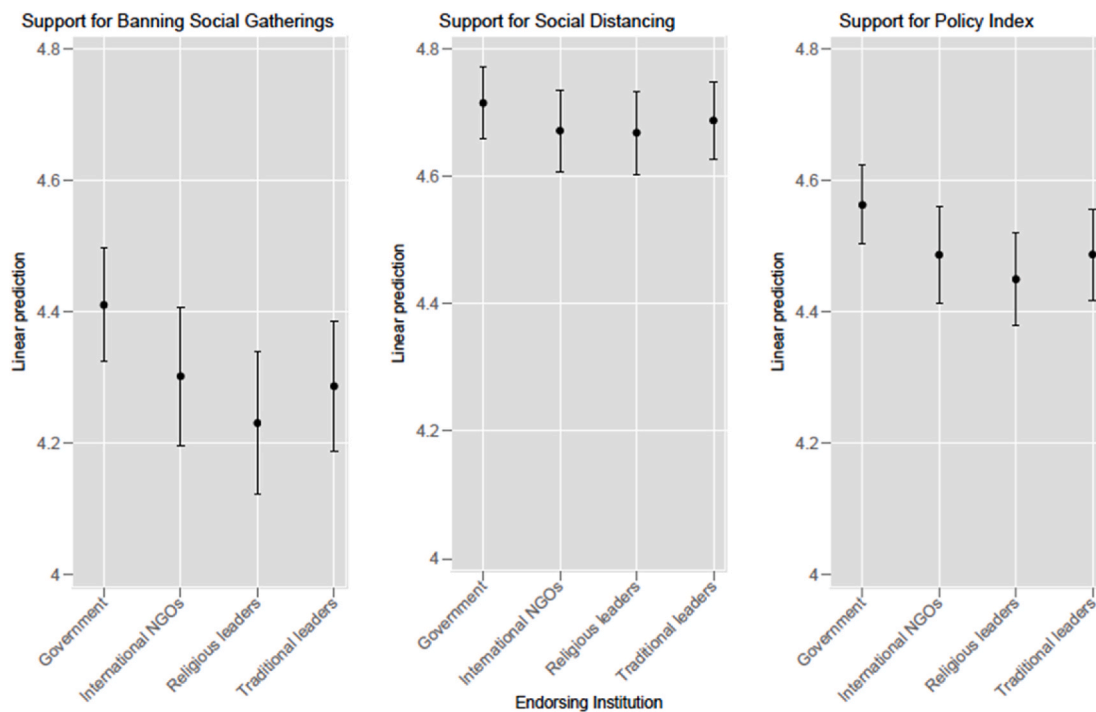 Support for Banning Social Gatherings
4.8
4.6
4.4
4.2
4
Linear prediction
Government
International NGOs
Religious leaders
Traditional leaders
Support for Social Distancing
4.8
4.6
4.4
4.2
4
Linear prediction
Government
International NGOs
Religious leaders
Traditional leaders
Endorsing Institution
Support for Policy Index
4.8
4.6
4.4
4.2
4
Linear prediction
Government
International NGOs
Religious leaders
Traditional leaders